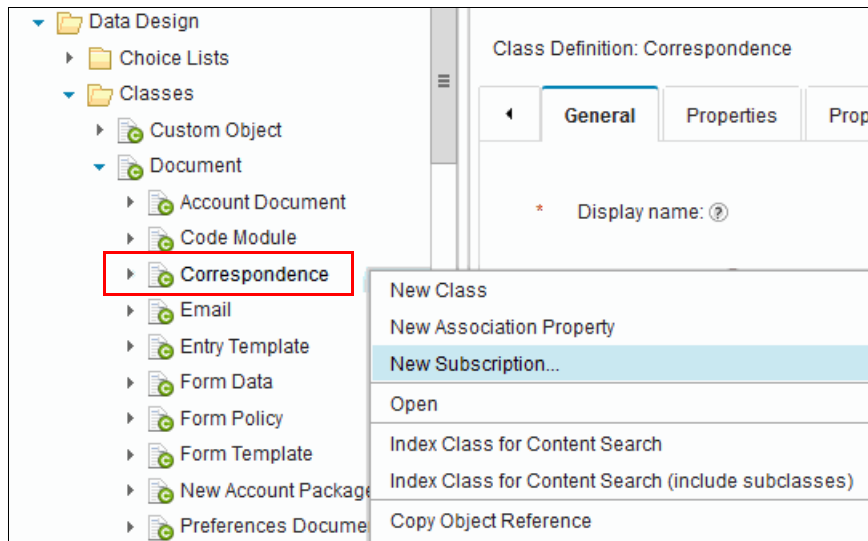 Data Design
Choice Lists
Classes
Custom Object
Document
Account Document
Code Module
Correspondence
Email
Entry Template
Form Data
Form Policy
Form Template
New Account Package
Preferences Docume
Class Definition: Correspondence
General
Properties
Prop
* Display name: ?
New Class
New Association Property
New Subscription...
Open
Index Class for Content Search
Index Class for Content Search (include subclasses)
Copy Object Reference